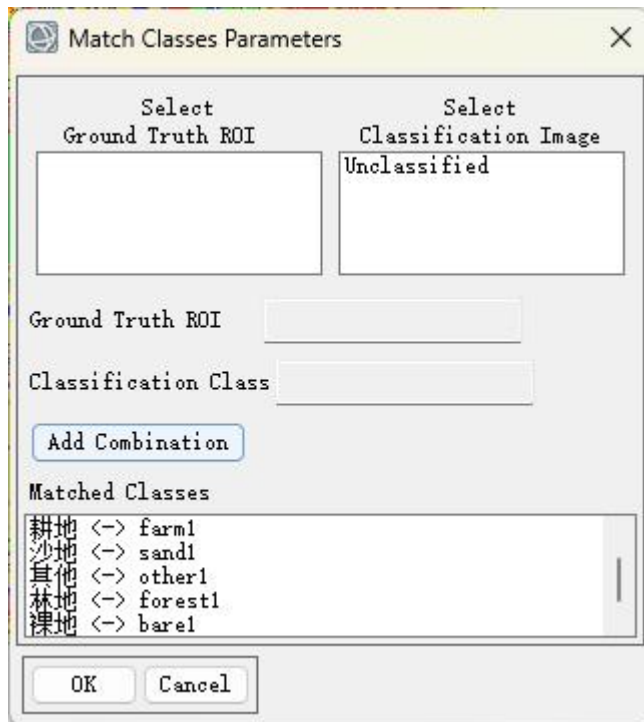 Match Classes Parameters
Select Ground Truth ROI
Select Classification Image
Unclassified
Ground Truth ROI
Classification Class
Add Combination
Matched Classes
耕地 <-> farm1
沙地 <-> sand1
其他 <-> other1
林地 <-> forest1
裸地 <-> bare1
OK
Cancel